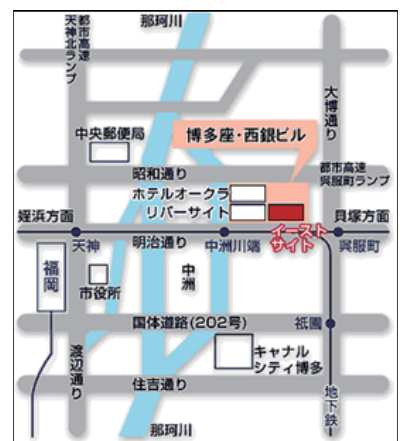 那珂川
都市高速
天神北ランプ
大博通り
中央郵便局
博多座・西銀ビル
昭和通り
都市高速
呉服町ランプ
ホテルオークラ
リバーサイト
姪浜方面
貝塚方面
イースト
サイト
天神
明治通り
中洲川端
呉服町
福岡
市役所
中洲
国体道路(202号)
祇園
キャナル
シティ博多
渡辺通り
住吉通り
地下鉄
那珂川